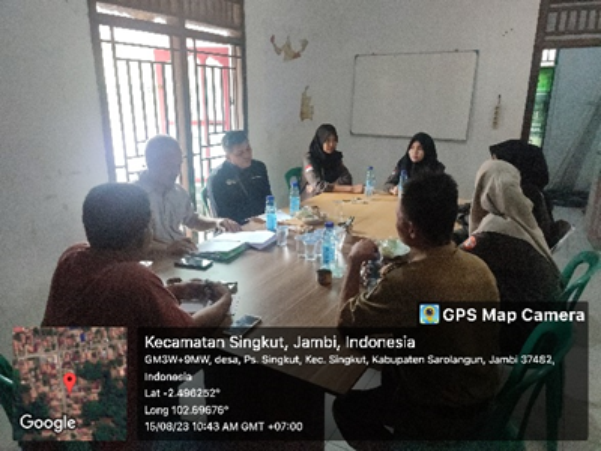 GPS Map Camera
Kecamatan Singkut, Jambi, Indonesia
GM3W+9MW, desa, Ps. Singkut, Kec. Singkut, Kabupaten Sarolangun, Jambi 37482,
Indonesia
Lat -2.496252°
Long 102.69676°
15/08/23 10:43 AM GMT +07:00
Google